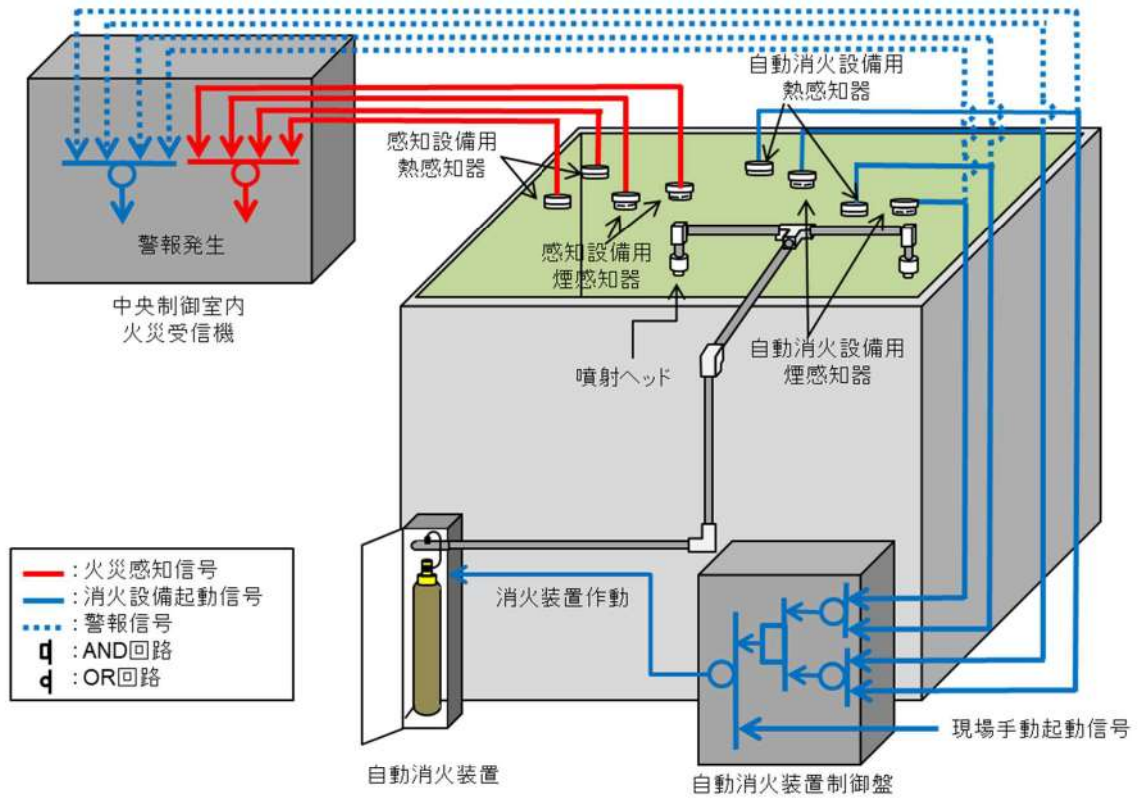 自動消火設備用
熱感知器
感知設備用
熱感知器
感知設備用
煙感知器
警報発生
中央制御室内
火災受信機
噴射ヘッド
自動消火設備用
煙感知器
:火災感知信号
:消火設備起動信号
:警報信号
:AND回路
:OR回路
消火装置作動
現場手動起動信号
自動消火装置
自動消火装置制御盤